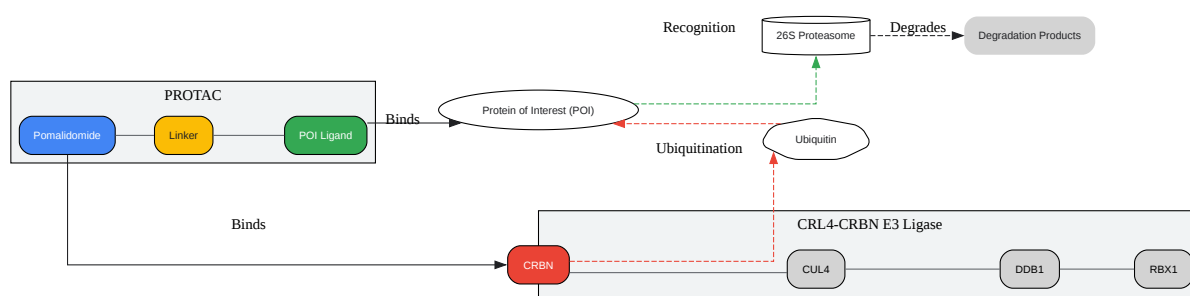 Recognition
26S Proteasome
Degrades
Degradation Products
PROTAC
Pomalidomide
Linker
POI Ligand
Binds
Protein of Interest (POI)
Ubiquitination
Ubiquitin
Binds
CRL4-CRBN E3 Ligase
CRBN
CUL4
DDB1
RBX1